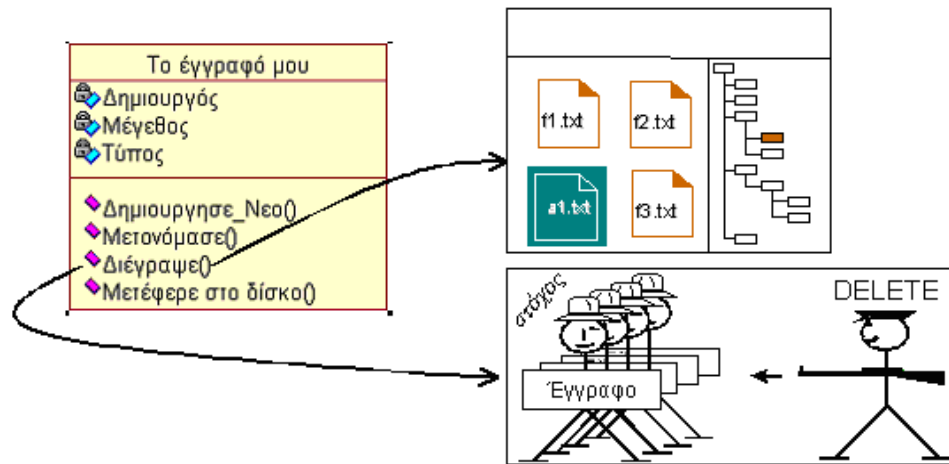 Το έγγραφό μου
Δημιουργός
Μέγεθος
Τύπος
Δημιουργησε_Νεο()
Μετονόμασε()
Διέγραψε()
Μετέφερε στο δίσκο()
f1.txt
f2.txt
a1.txt
f3.txt
στόχος
DELETE
Έγγραφο